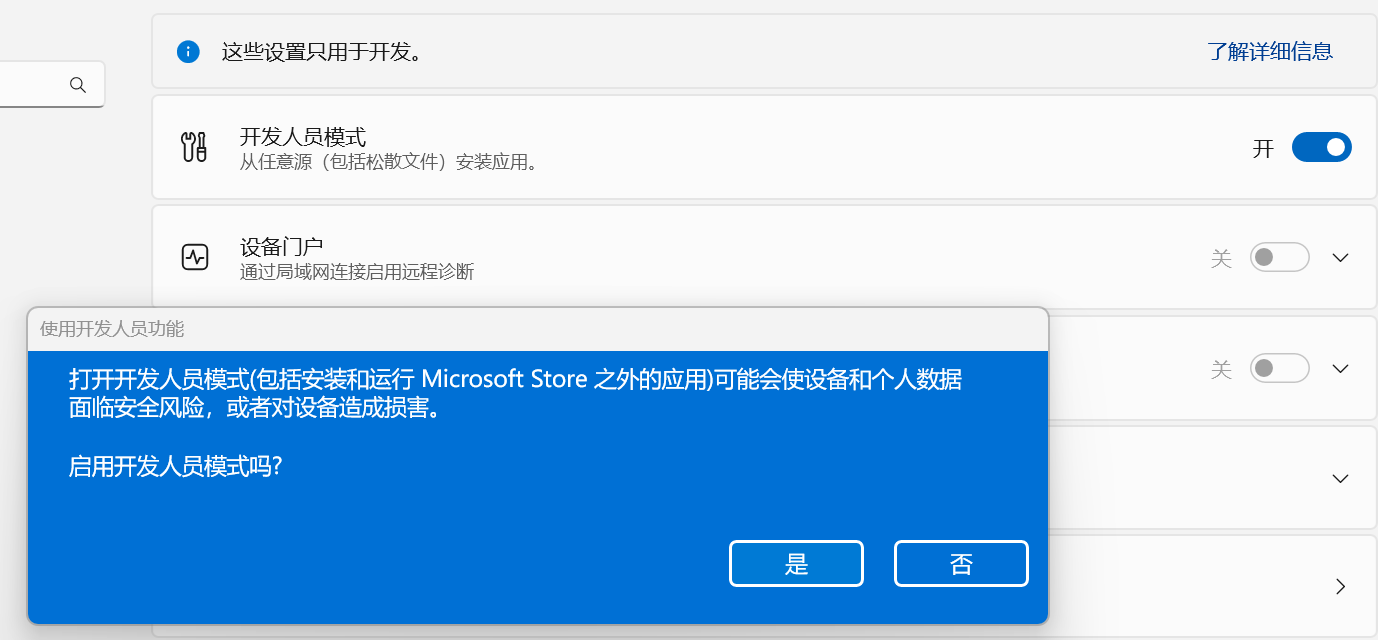 这些设置只用于开发。
了解详细信息
开发人员模式
从任意源（包括松散文件）安装应用。
开
设备门户
通过局域网连接启用远程诊断
关
使用开发人员功能
打开开发人员模式(包括安装和运行 Microsoft Store 之外的应用)可能会使设备和个人数据
面临安全风险，或者对设备造成损害。
启用开发人员模式吗?
是
否
关